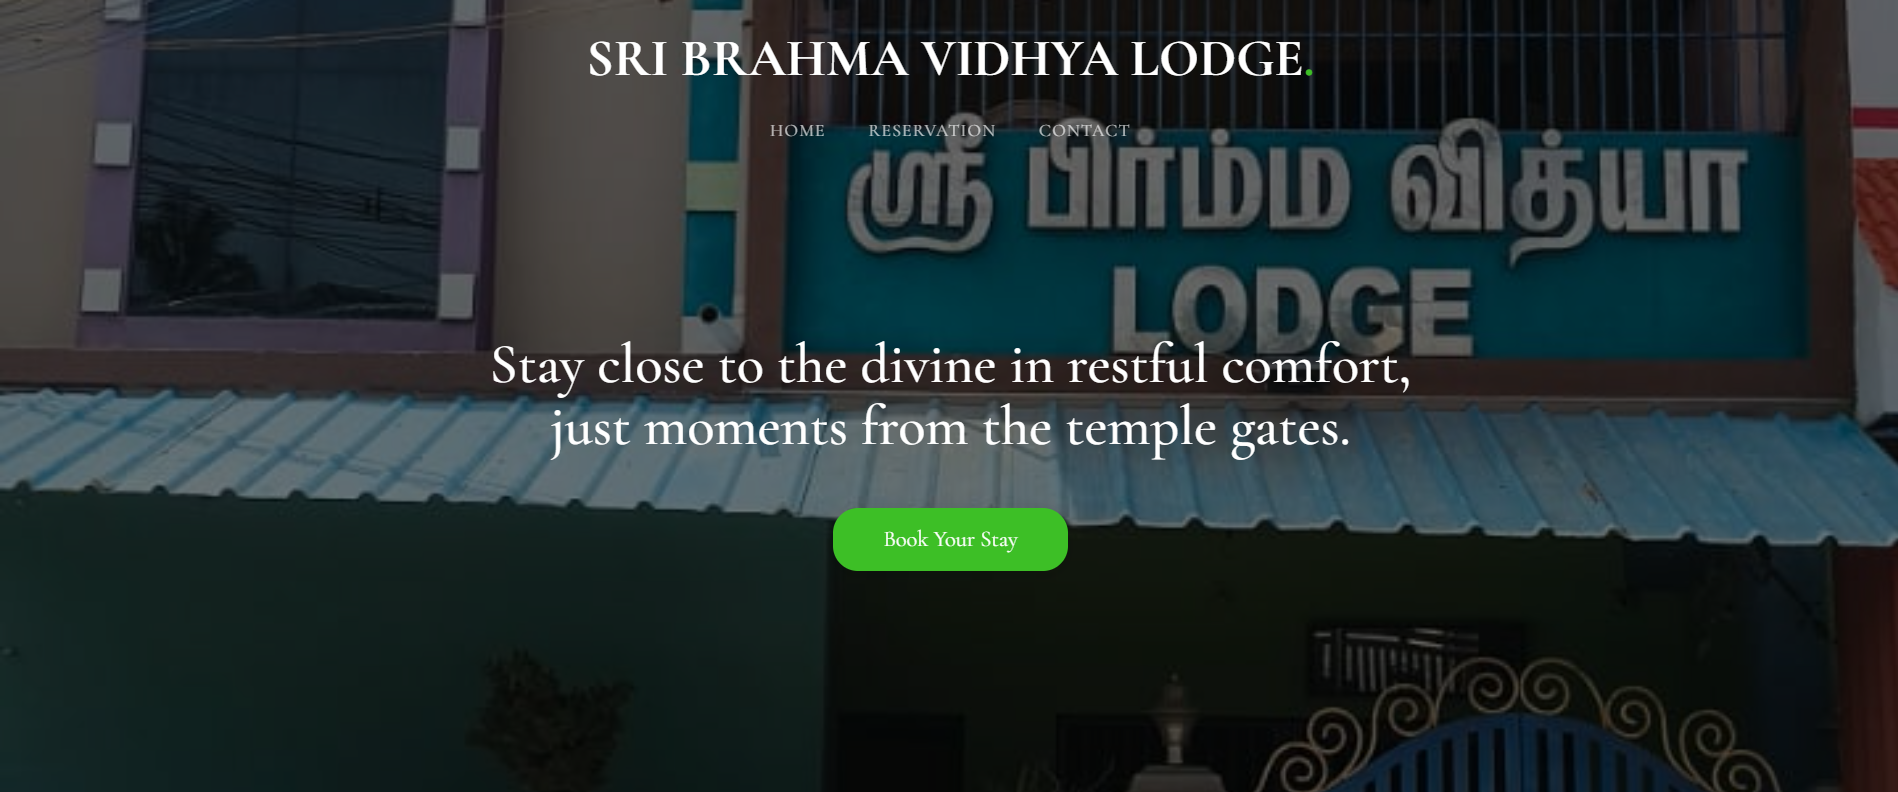 SRI BRAHMA VIDHYA LODGE.
HOME RESERVATION CONTACT
ஸ்ரீ பிர்ம்ம வித்யா
LODGE
Stay close to the divine in restful comfort,
just moments from the temple gates.
Book Your Stay